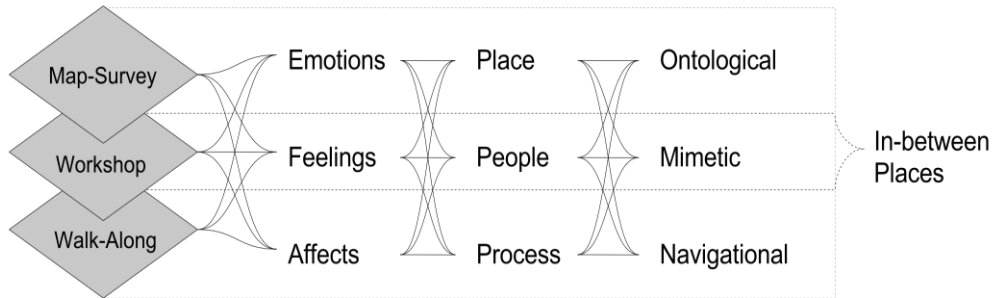 Map-Survey
Emotions
Place
Ontological
Workshop
Feelings
People
Mimetic
In-between
Places
Walk-Along
Affects
Process
Navigational